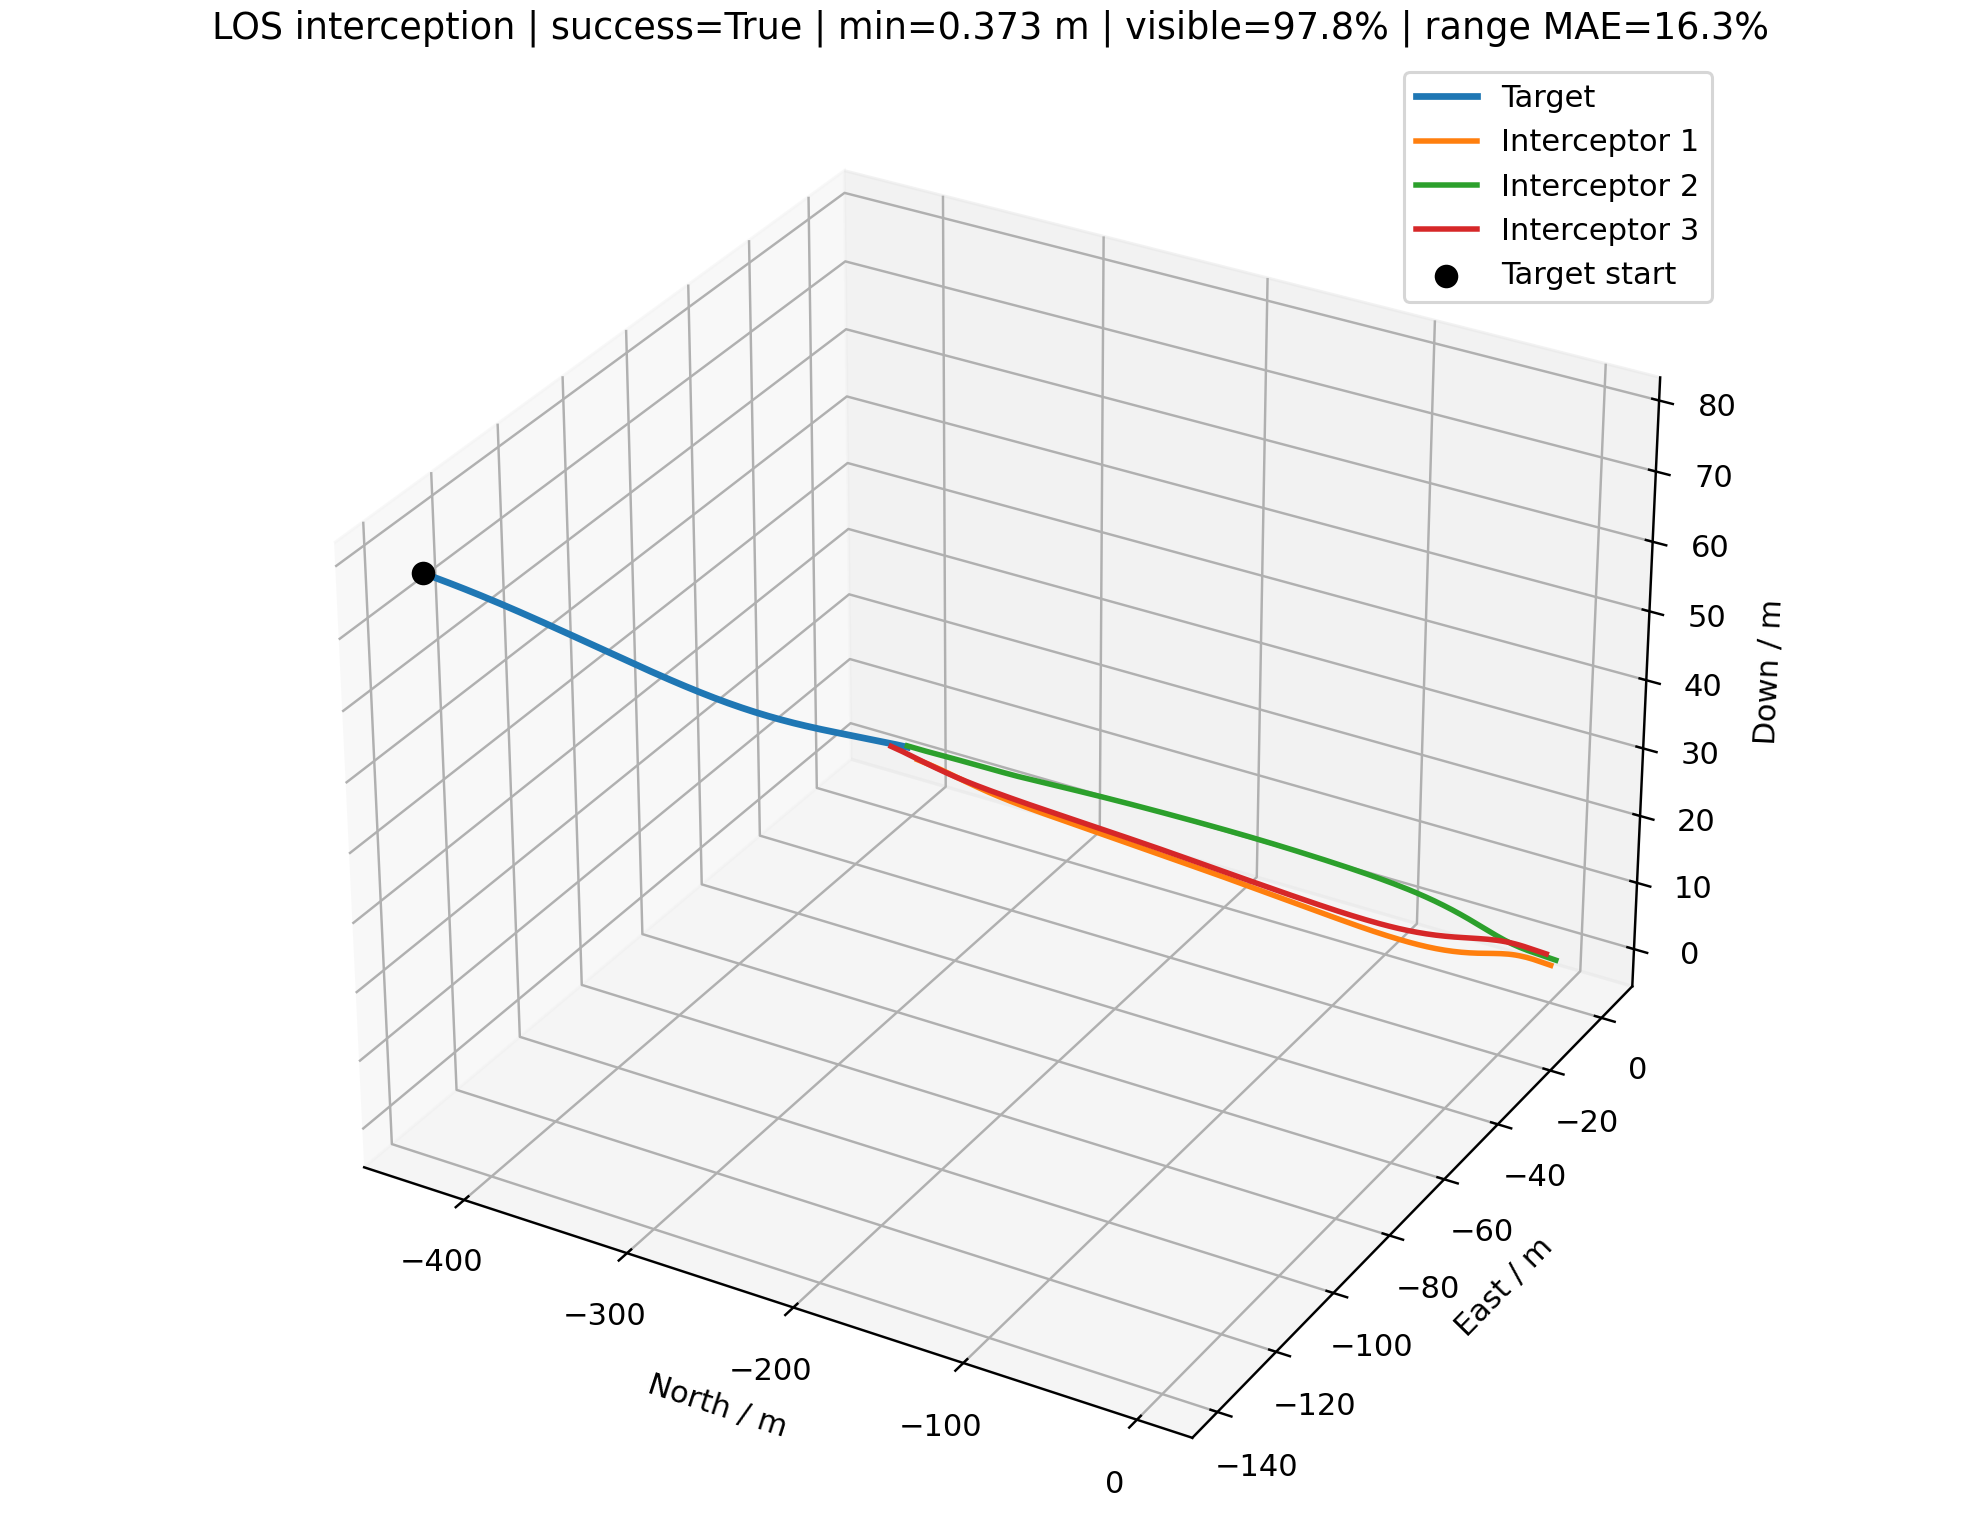 LOS interception | success=True | min=0.373 m | visible=97.8% | range MAE=16.3%
Target
Interceptor 1
Interceptor 2
Interceptor 3
Target start
80
70
60
50
40
30
20
10
0
Down / m
0
−20
−40
−60
−80
−100
−120
−140
East / m
−400
−300
−200
−100
0
North / m